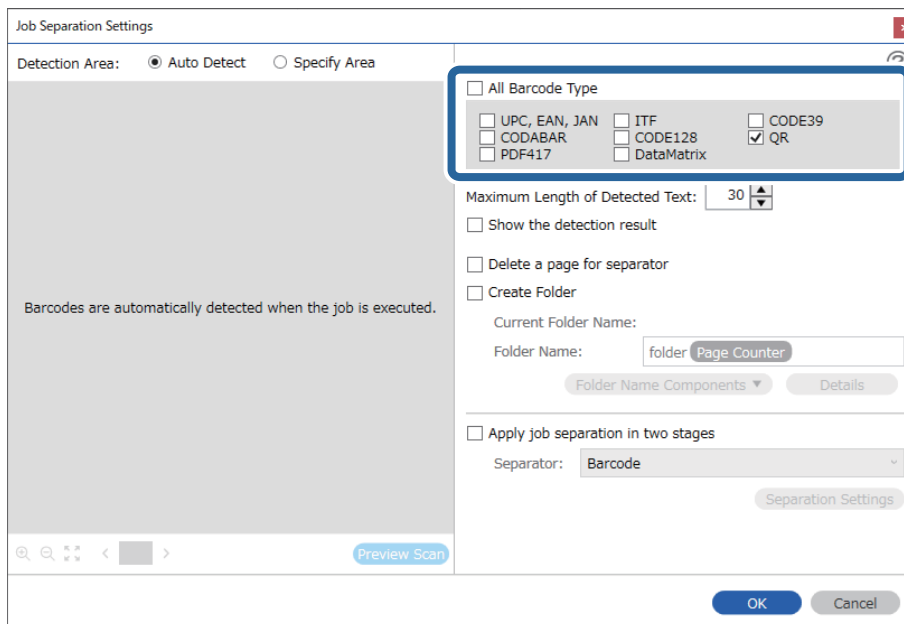 Job Separation Settings
Detection Area: Auto Detect Specify Area
All Barcode Type
UPC, EAN, JAN ITF CODE39
CODABAR CODE128 QR
PDF417 DataMatrix
Maximum Length of Detected Text: 30
Show the detection result
Delete a page for separator
Create Folder
Barcodes are automatically detected when the job is executed.
Current Folder Name:
Folder Name: folder Page Counter
Folder Name Components ▼ Details
Apply job separation in two stages
Separator: Barcode
Separation Settings
Preview Scan
OK Cancel